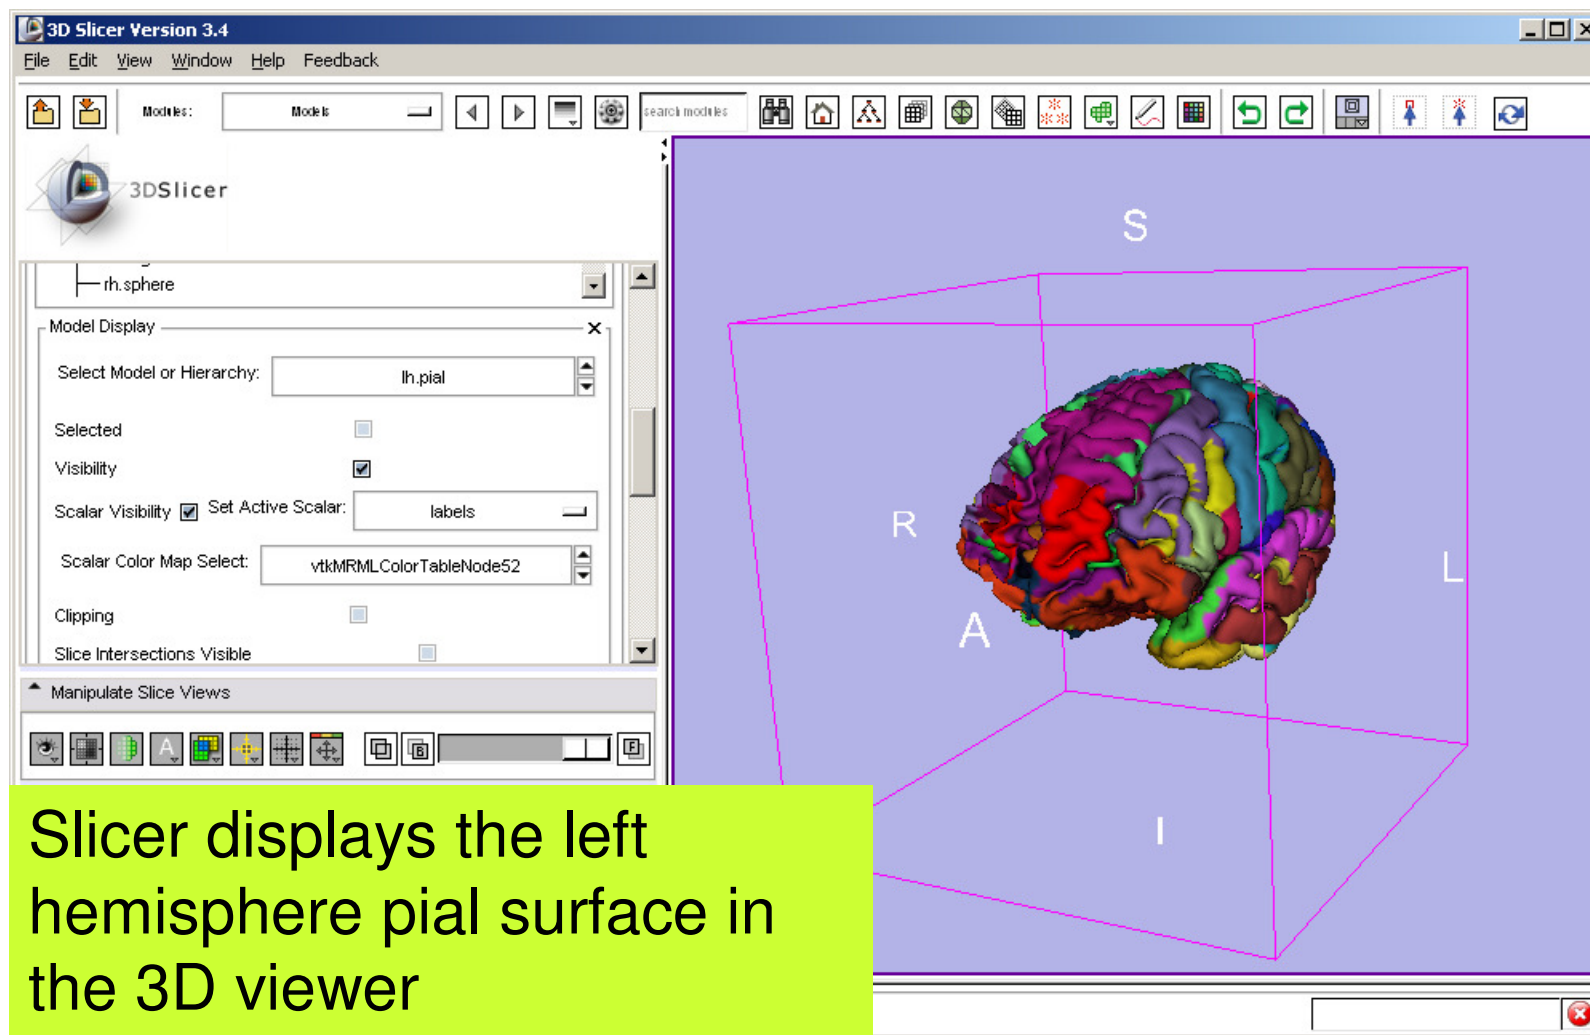 3D Slicer Version 3.4
File Edit View Window Help Feedback
Modules: Models search modules
3DSlicer
rh.sphere
Model Display
Select Model or Hierarchy: lh.pial
Selected
Visibility
Scalar Visibility Set Active Scalar: labels
Scalar Color Map Select: vtkMRMLColorTableNode52
Clipping
Slice Intersections Visible
Manipulate Slice Views
A B F
S
R
L
A
I
Slicer displays the left
hemisphere pial surface in
the 3D viewer